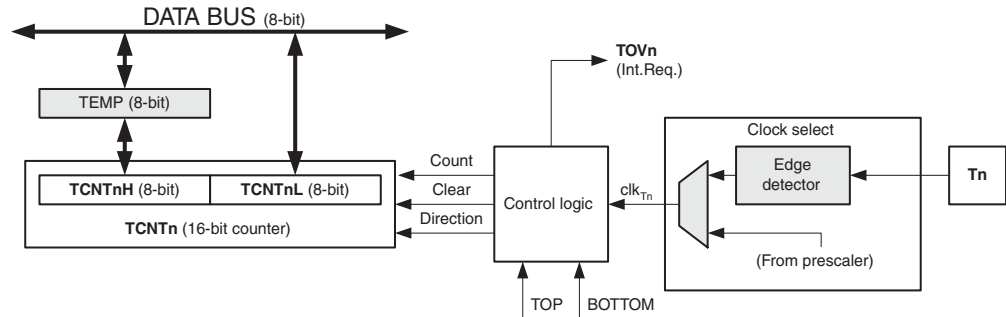 DATA BUS (8-bit)
TOVn
(Int.Req.)
TEMP (8-bit)
Clock select
Count
Edge
detector
Tn
TCNTnH (8-bit)
TCNTnL (8-bit)
Clear
Control logic
clkTn
TCNTn (16-bit counter)
Direction
(From prescaler)
TOP
BOTTOM